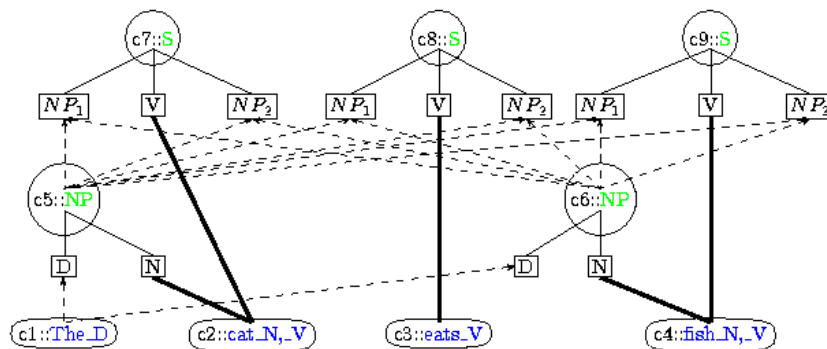 c7::S c8::S c9::S
NP1 V NP2 NP1 V NP2 NP1 V NP2
c5::NP c6::NP
D N D N
c1::The_D c2::cat_N,_V c3::eats_V c4::fish_N,_V